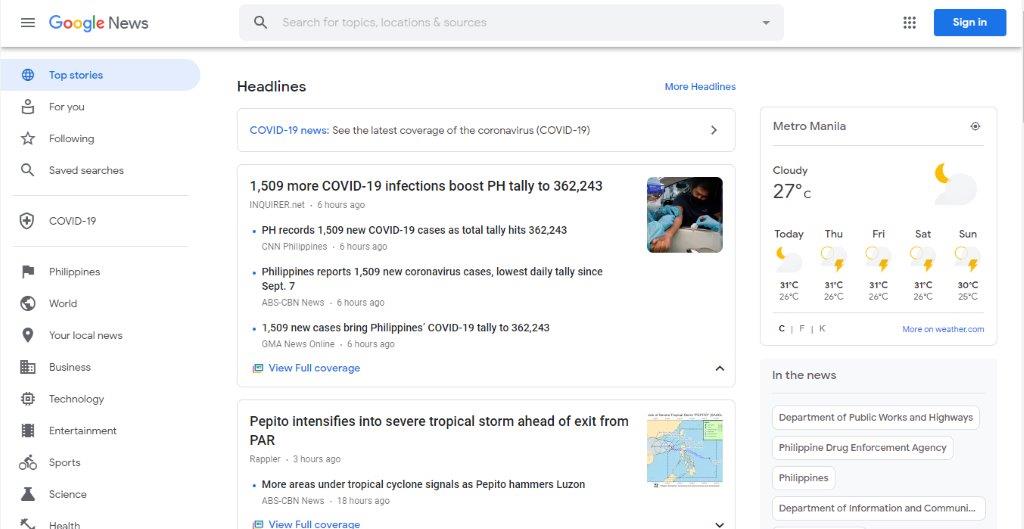 Google News
Search for topics, locations & sources
Sign in
Top stories
For you
Following
Saved searches
COVID-19
Philippines
World
Your local news
Business
Technology
Entertainment
Sports
Science
Health
Headlines
More Headlines
COVID-19 news: See the latest coverage of the coronavirus (COVID-19)
1,509 more COVID-19 infections boost PH tally to 362,243
INQUIRER.net · 6 hours ago
PH records 1,509 new COVID-19 cases as total tally hits 362,243
CNN Philippines · 6 hours ago
Philippines reports 1,509 new coronavirus cases, lowest daily tally since
Sept. 7
ABS-CBN News · 6 hours ago
1,509 new cases bring Philippines' COVID-19 tally to 362,243
GMA News Online · 6 hours ago
View Full coverage
Pepito intensifies into severe tropical storm ahead of exit from
PAR
Rappler · 3 hours ago
More areas under tropical cyclone signals as Pepito hammers Luzon
ABS-CBN News · 18 hours ago
View Full coverage
Metro Manila
Cloudy
27°C
Today Thu Fri Sat Sun
31°C 31°C 31°C 31°C 30°C
26°C 26°C 26°C 26°C 25°C
C | F | K
More on weather.com
In the news
Department of Public Works and Highways
Philippine Drug Enforcement Agency
Philippines
Department of Information and Communi...